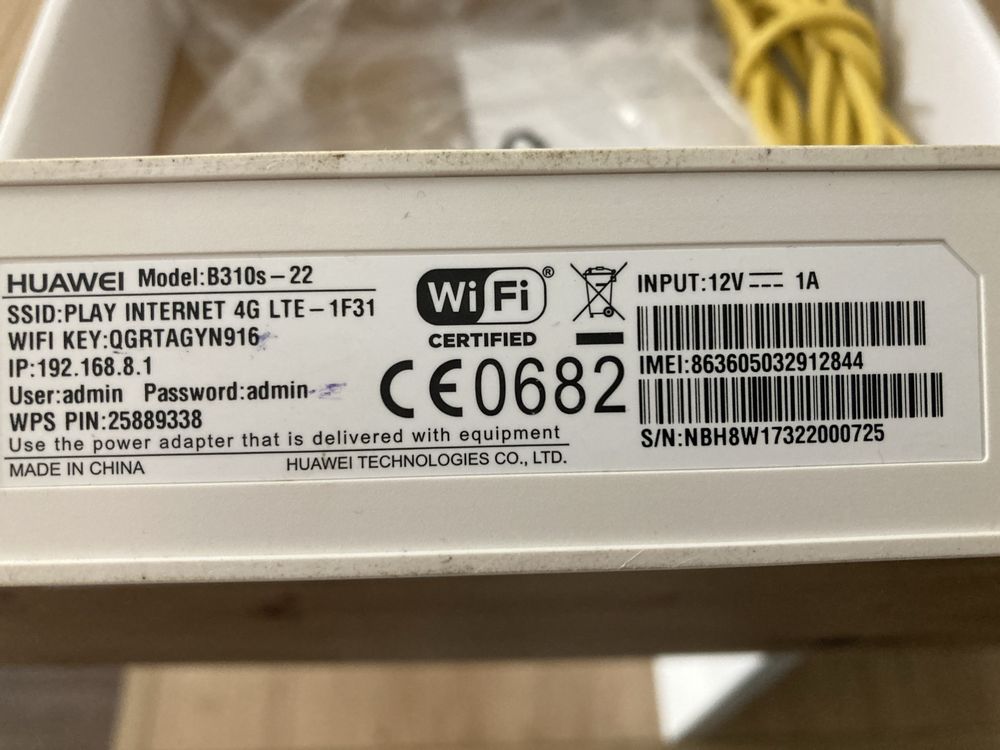 HUAWEI Model:B310s-22
SSID:PLAY INTERNET 4G LTE-1F31
WIFI KEY:QGRTAGYN916
IP:192.168.8.1
User:admin Password:admin
WPS PIN:25889338
Use the power adapter that is delivered with equipment
MADE IN CHINA HUAWEI TECHNOLOGIES CO., LTD.
Wi Fi ®
CERTIFIED
CE0682
INPUT:12V ⎓ 1A
IMEI:863605032912844
S/N:NBH8W17322000725